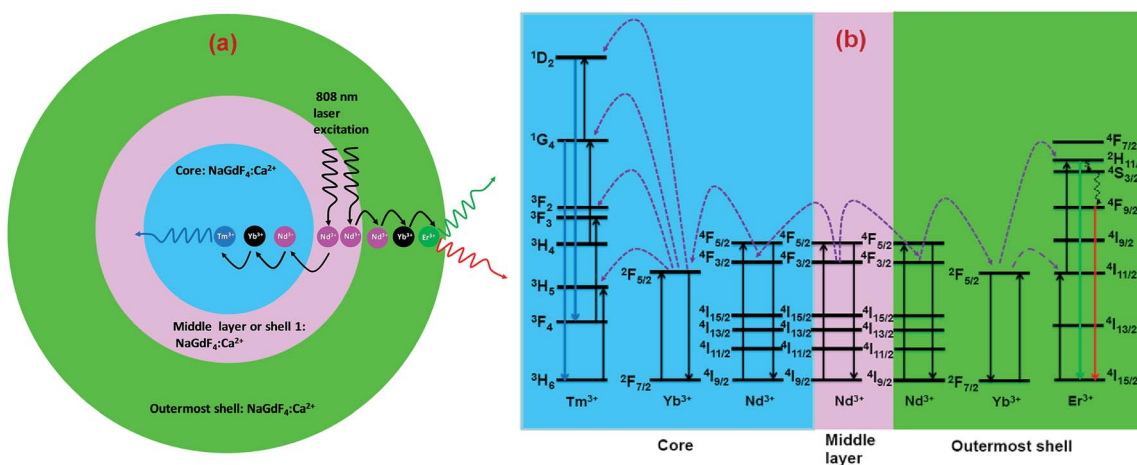 (a)
808 nm
laser
excitation
Core: NaGdF₄:Ca²⁺
Tm³⁺ Yb³⁺ Nd³⁺ Nd³⁺ Nd³⁺ Nd³⁺ Yb³⁺ Er³⁺
Middle layer or shell 1:
NaGdF₄:Ca²⁺
Outermost shell: NaGdF₄:Ca²⁺
(b)
¹D₂
¹G₄
³F₂
³F₃
³H₄
³H₅
³F₄
³H₆
Tm³⁺
²F₅/₂
²F₇/₂
Yb³⁺
⁴F₅/₂
⁴F₃/₂
⁴I₁₅/₂
⁴I₁₃/₂
⁴I₁₁/₂
⁴I₉/₂
Nd³⁺
⁴F₅/₂
⁴F₃/₂
⁴I₁₅/₂
⁴I₁₃/₂
⁴I₁₁/₂
⁴I₉/₂
Nd³⁺
⁴F₅/₂
⁴F₃/₂
⁴I₁₅/₂
⁴I₁₃/₂
⁴I₁₁/₂
⁴I₉/₂
Nd³⁺
²F₅/₂
²F₇/₂
Yb³⁺
⁴F₇/₂
²H₁₁/₂
⁴S₃/₂
⁴F₉/₂
⁴I₉/₂
⁴I₁₁/₂
⁴I₁₃/₂
⁴I₁₅/₂
Er³⁺
Core
Middle
layer
Outermost shell